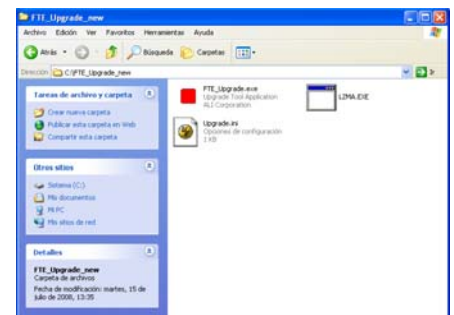 FTE_Upgrade_new
Archivo Edición Ver Favoritos Herramientas Ayuda
Atrás Búsqueda Carpetas
Dirección C:\FTE_Upgrade_new
Tareas de archivo y carpeta
Crear nueva carpeta
Publicar esta carpeta en Web
Compartir esta carpeta
Otros sitios
Sistema (C:)
Mis documentos
Mi PC
Mis sitios de red
Detalles
FTE_Upgrade_new
Carpeta de archivos
Fecha de modificación: martes, 15 de
julio de 2008, 13:35
FTE_Upgrade.exe
Upgrade Tool Application
ALI Corporation
LZMA.EXE
Upgrade.ini
Opciones de configuración
1 KB